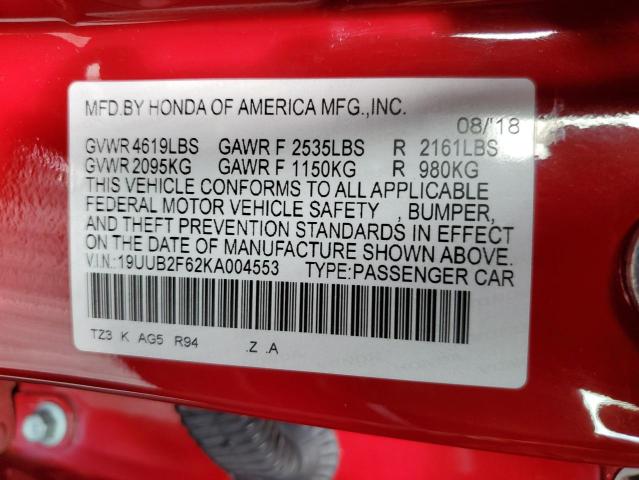 MFD.BY HONDA OF AMERICA MFG.,INC.
08/'18
GVWR 4619LBS GAWR F 2535LBS R 2161LBS
GVWR 2095KG GAWR F 1150KG R 980KG
THIS VEHICLE CONFORMS TO ALL APPLICABLE
FEDERAL MOTOR VEHICLE SAFETY , BUMPER,
AND THEFT PREVENTION STANDARDS IN EFFECT
ON THE DATE OF MANUFACTURE SHOWN ABOVE.
V.I.N.:19UUB2F62KA004553 TYPE:PASSENGER CAR
TZ3 K AG5 R94 .Z .A